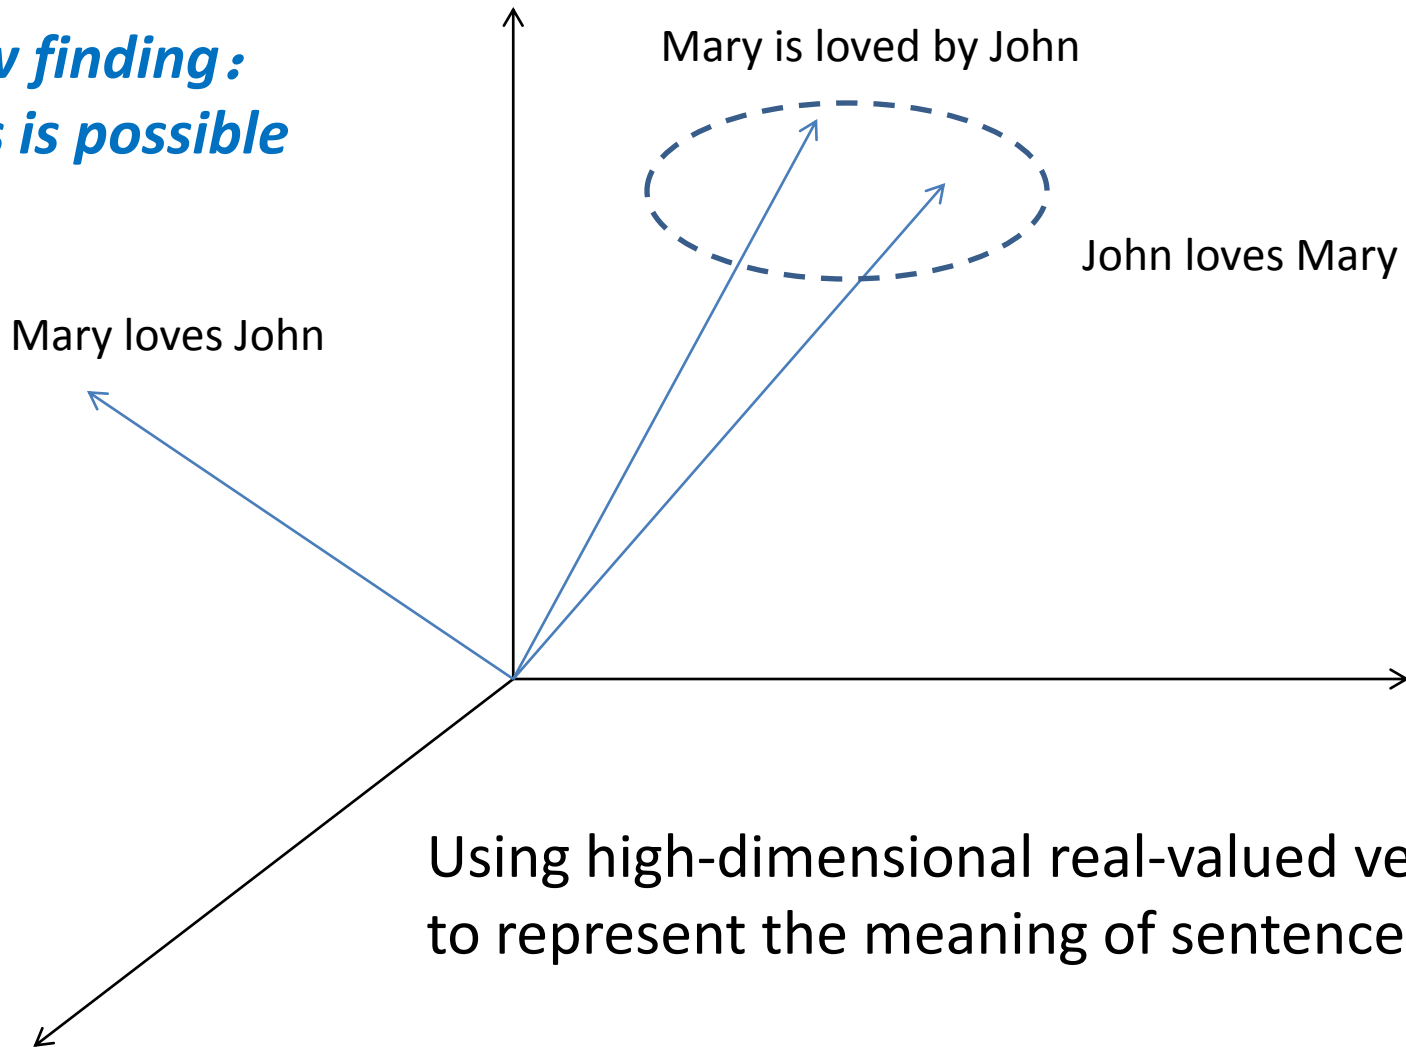 w finding:
s is possible
Mary is loved by John
John loves Mary
Mary loves John
Using high-dimensional real-valued ve
to represent the meaning of sentence